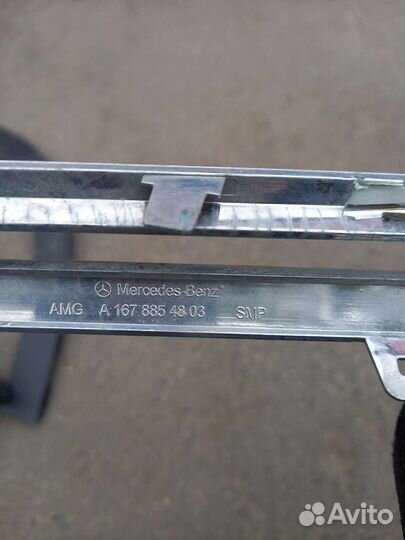 Mercedes-Benz
AMG A 167 885 48 03 SMP
Avito